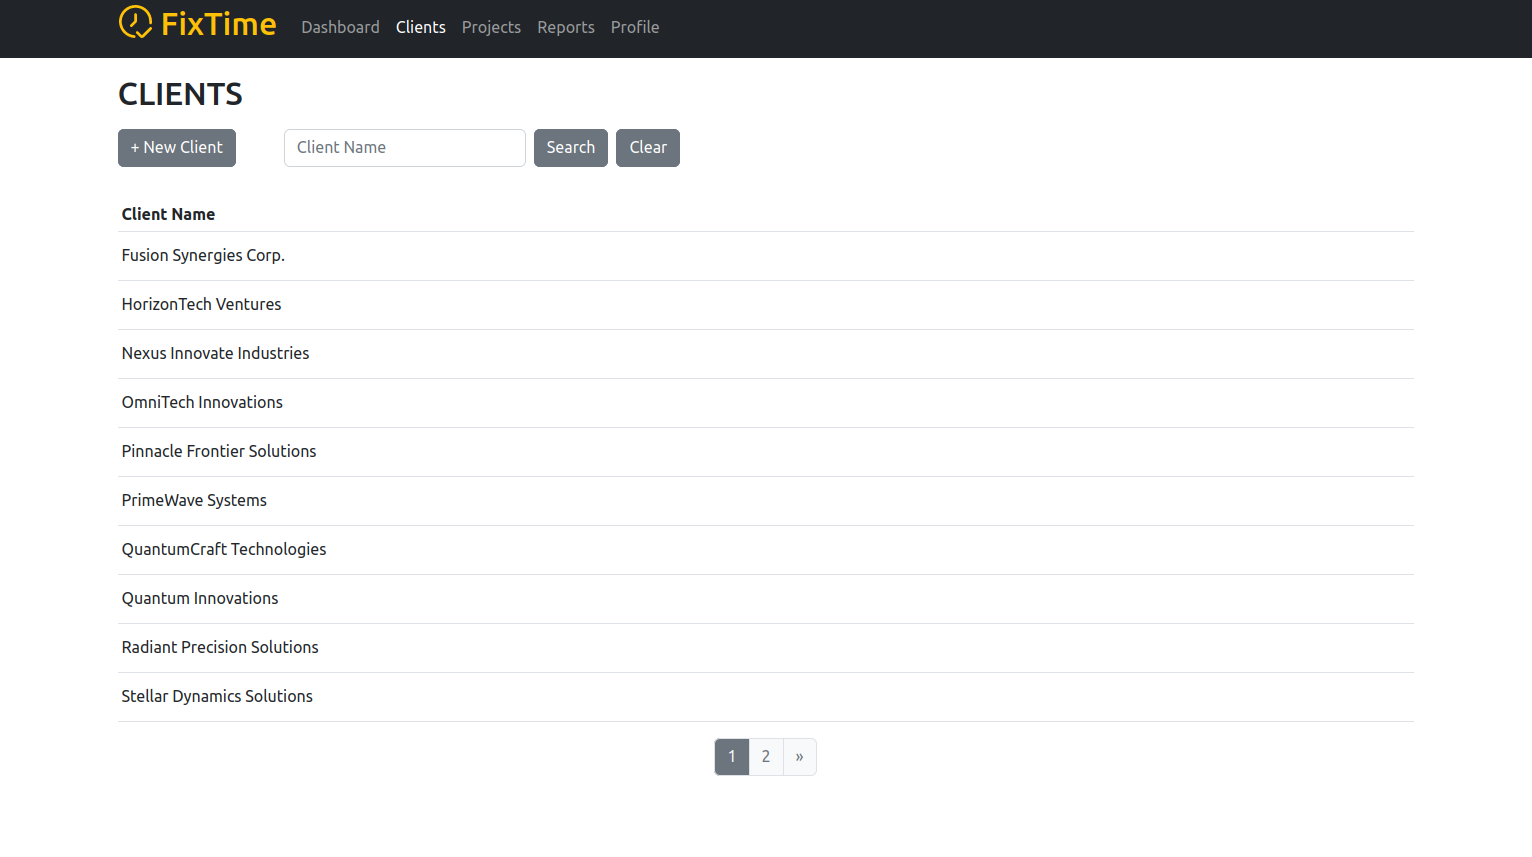 FixTime Dashboard Clients Projects Reports Profile
CLIENTS
+ New Client Client Name Search Clear
Client Name
Fusion Synergies Corp.
HorizonTech Ventures
Nexus Innovate Industries
OmniTech Innovations
Pinnacle Frontier Solutions
PrimeWave Systems
QuantumCraft Technologies
Quantum Innovations
Radiant Precision Solutions
Stellar Dynamics Solutions
1 2 »